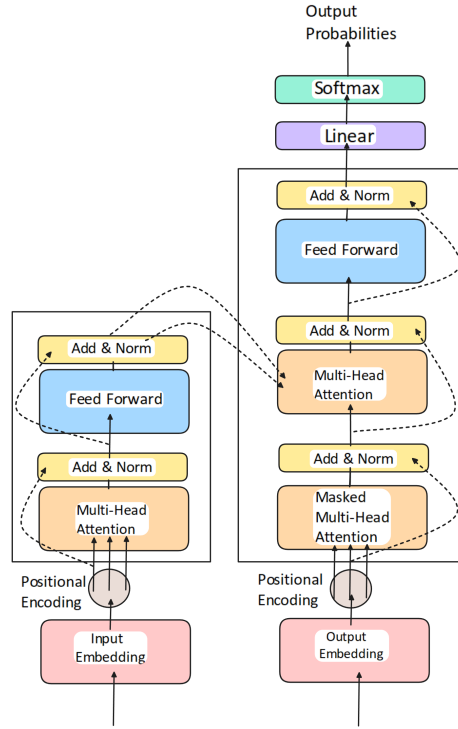 Output
Probabilities
Softmax
Linear
Add & Norm
Feed Forward
Add & Norm
Multi-Head
Attention
Add & Norm
Masked
Multi-Head
Attention
Positional
Encoding
Output
Embedding
Add & Norm
Feed Forward
Add & Norm
Multi-Head
Attention
Positional
Encoding
Input
Embedding